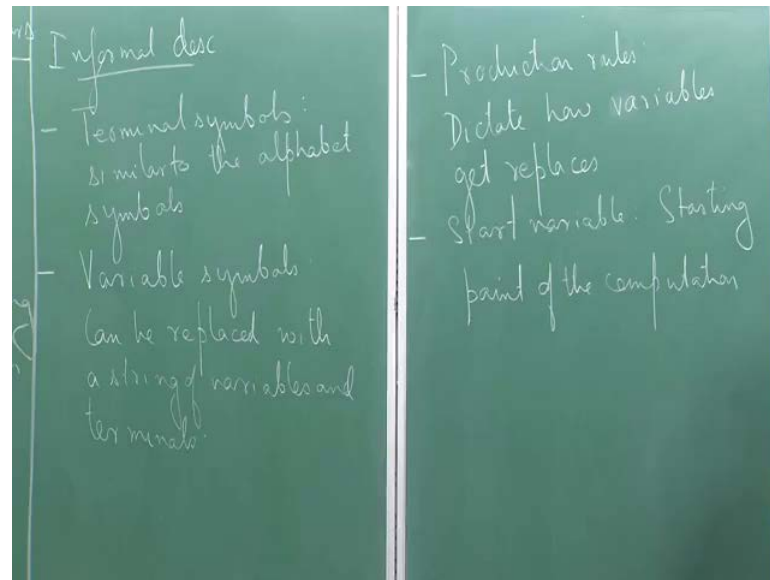 Informal desc
- Terminal symbols:
similar to the alphabet
symbols
- Variable symbols
Can be replaced with
a string of variables and
terminals.
- Production rules:
Dictate how variables
get replaces
- Start variable. Starting
point of the computation